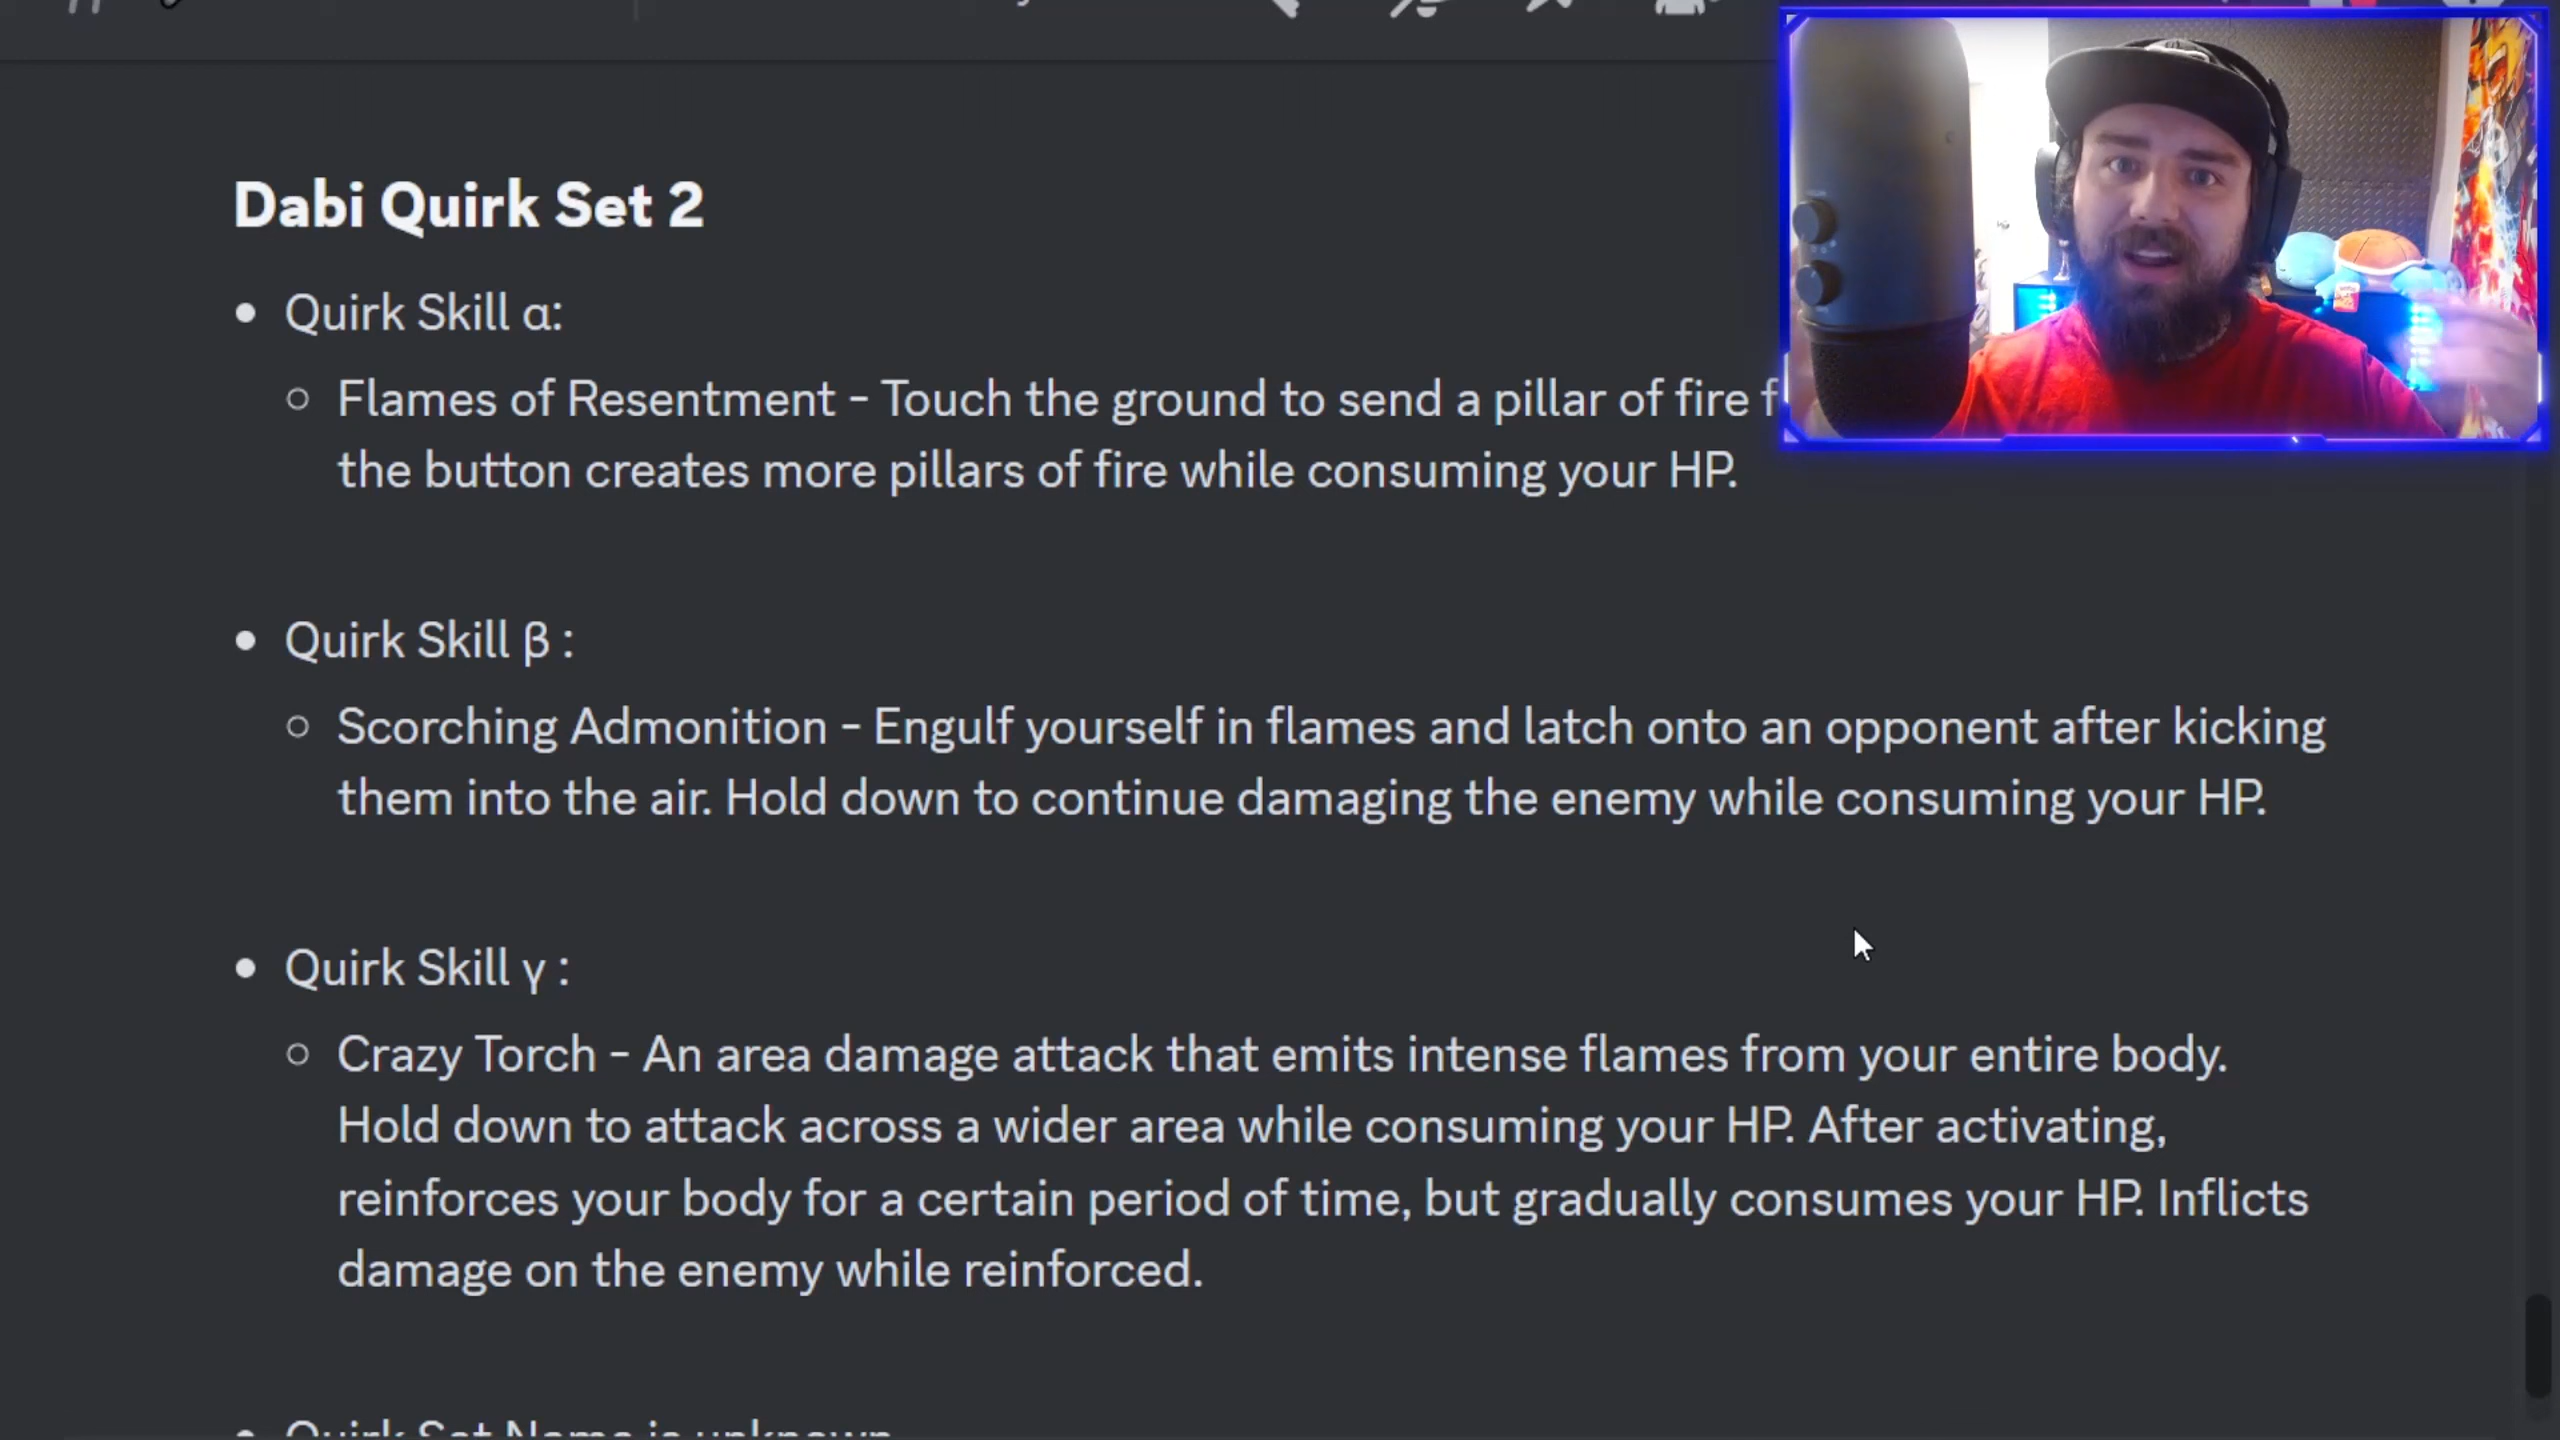 Dabi Quirk Set 2
Quirk Skill α:
Flames of Resentment - Touch the ground to send a pillar of fire
the button creates more pillars of fire while consuming your HP.
Quirk Skill β :
Scorching Admonition - Engulf yourself in flames and latch onto an opponent after kicking
them into the air. Hold down to continue damaging the enemy while consuming your HP.
Quirk Skill γ :
Crazy Torch - An area damage attack that emits intense flames from your entire body.
Hold down to attack across a wider area while consuming your HP. After activating,
reinforces your body for a certain period of time, but gradually consumes your HP. Inflicts
damage on the enemy while reinforced.
Quirk Set Name is unknown